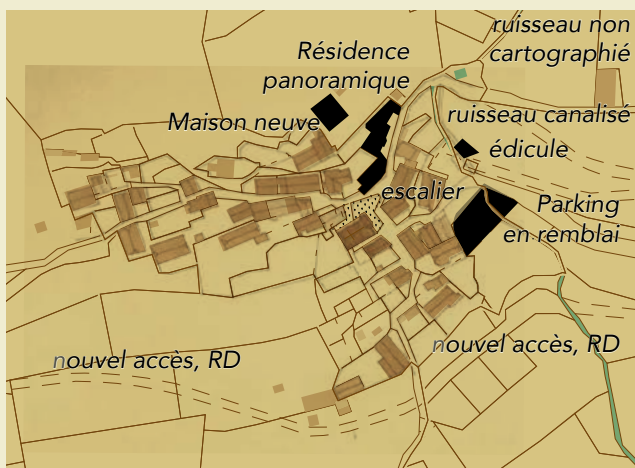 ruisseau non
cartographié
Résidence
panoramique
ruisseau canalisé
Maison neuve
édicule
escalier
Parking
en remblai
nouvel accès, RD
nouvel accès, RD